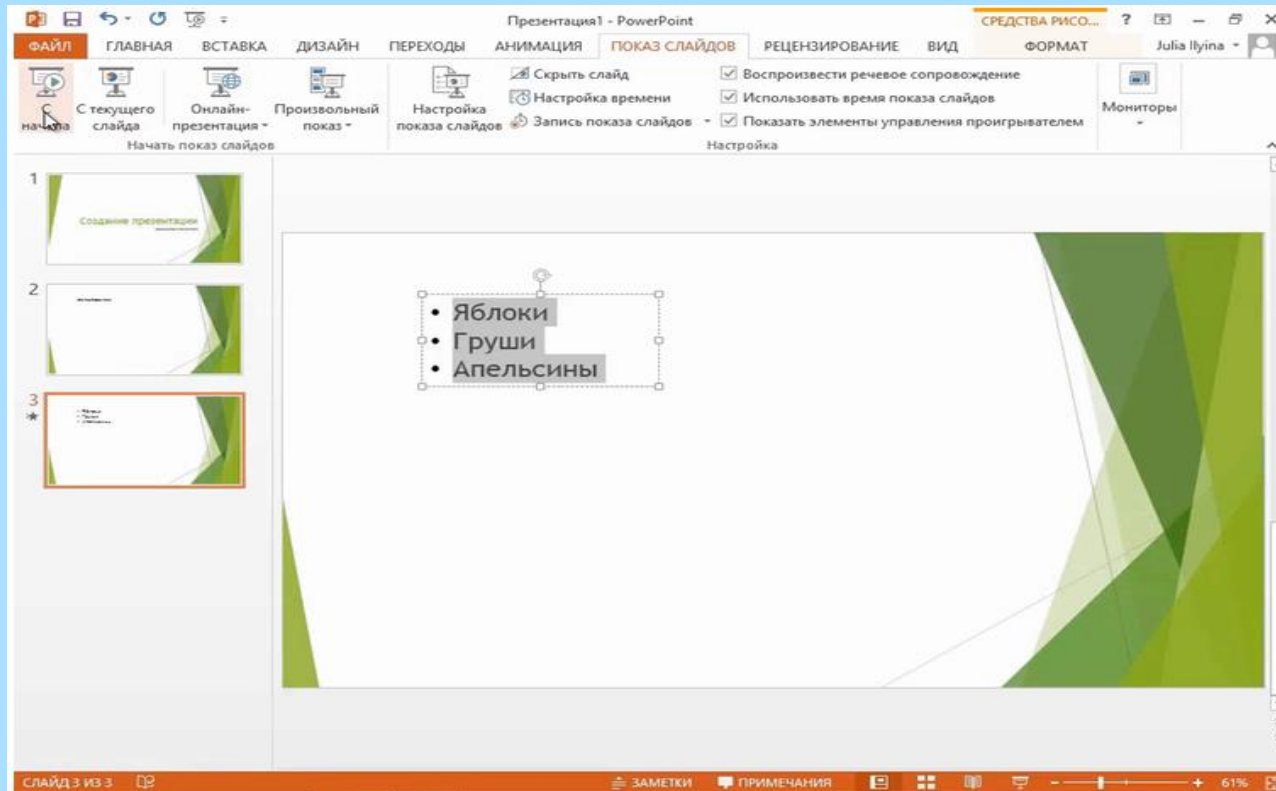 Презентация1 - PowerPoint
СРЕДСТВА РИСО...
?
ФАЙЛ ГЛАВНАЯ ВСТАВКА ДИЗАЙН ПЕРЕХОДЫ АНИМАЦИЯ ПОКАЗ СЛАЙДОВ РЕЦЕНЗИРОВАНИЕ ВИД ФОРМАТ Julia Ilyina
С начала
С текущего слайда
Онлайн-презентация
Произвольный показ
Начать показ слайдов
Настройка показа слайдов
Скрыть слайд
Настройка времени
Запись показа слайдов
Воспроизвести речевое сопровождение
Использовать время показа слайдов
Показать элементы управления проигрывателем
Настройка
Мониторы
1
Создание презентации
2
3
• Яблоки
• Груши
• Апельсины
СЛАЙД 3 ИЗ 3 ЗАМЕТКИ ПРИМЕЧАНИЯ 61%